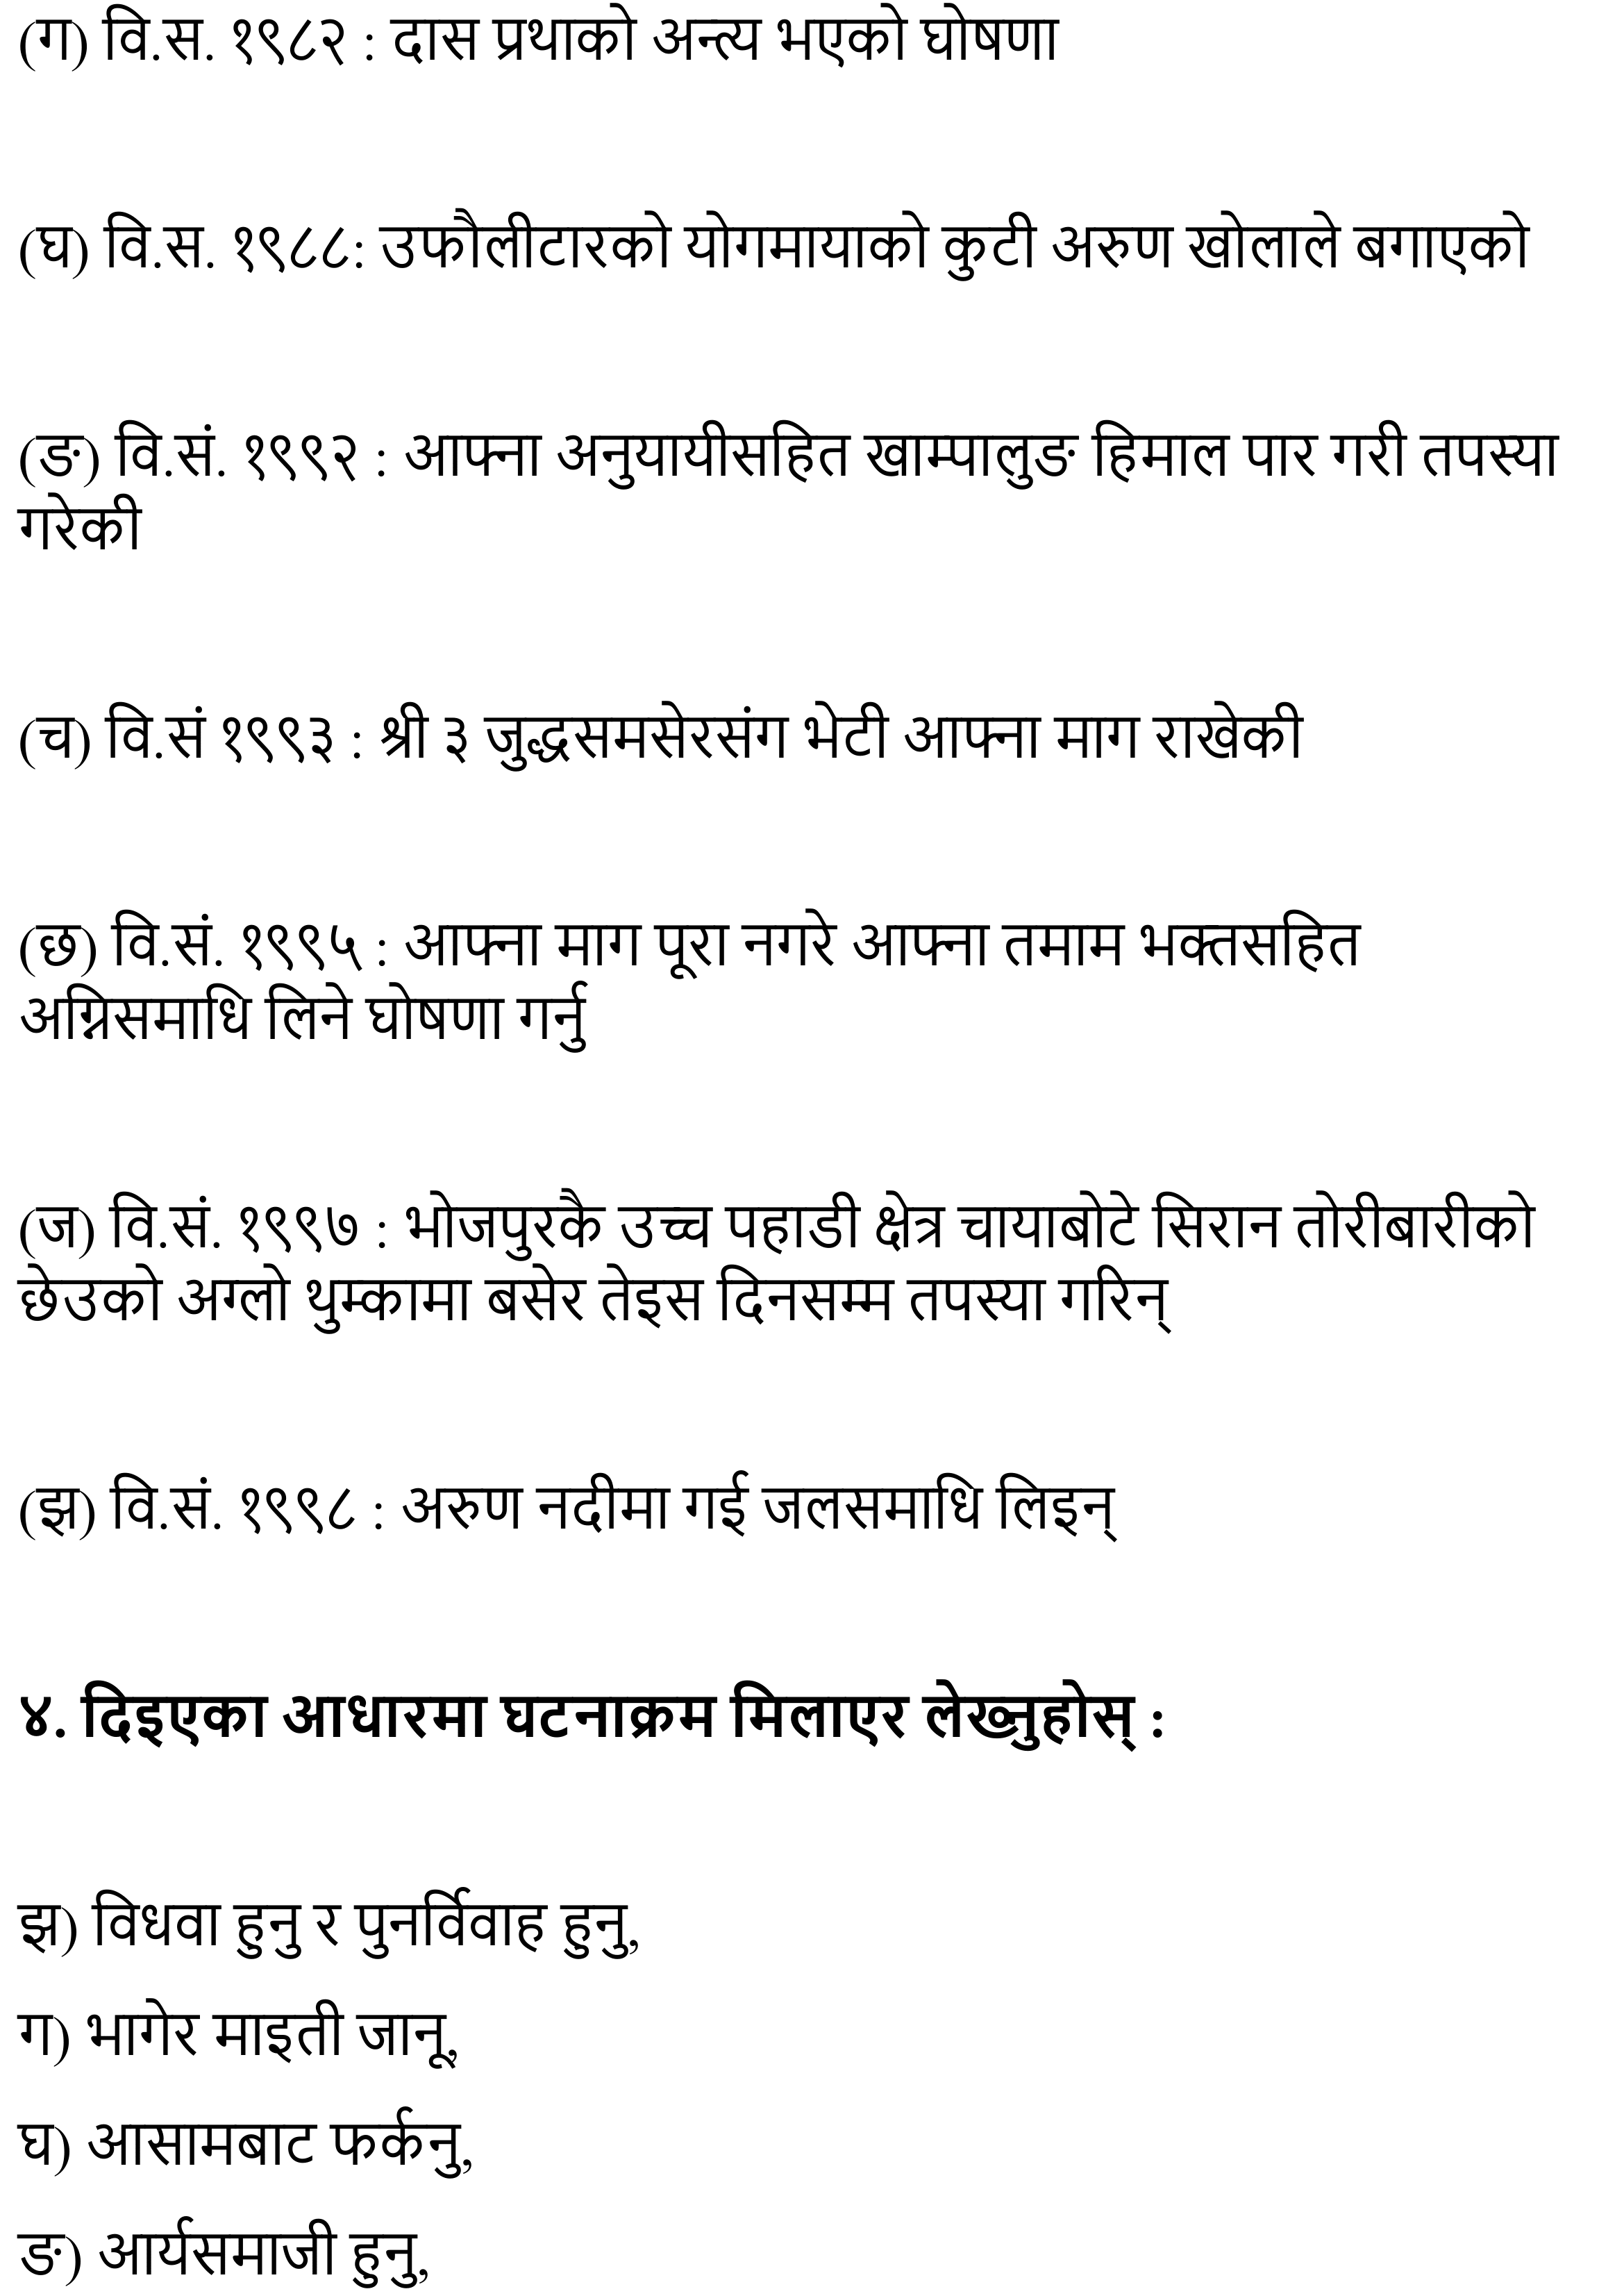 (ग) वि.स. १९८२ : दास प्रथाको अन्त्य भएको घोषणा
(घ) वि.स. १९८८: उफौलीटारको योगमायाको कुटी अरुण खोलाले बगाएको
(ङ) वि.सं. १९९२ : आफ्ना अनुयायीसहित खाम्पालुङ हिमाल पार गरी तपस्या
गरेकी
(च) वि.सं १९९३ : श्री ३ जुद्धसमसेरसंग भेटी आफ्ना माग राखेकी
(छ) वि.सं. १९९५ : आफ्ना माग पूरा नगरे आफ्ना तमाम भक्तसहित
अग्निसमाधि लिने घोषणा गर्नु
(ज) वि.सं. १९९७ : भोजपुरकै उच्च पहाडी क्षेत्र चायाबोटे सिरान तोरीबारीको
छेउको अग्लो थुम्कामा बसेर तेइस दिनसम्म तपस्या गरिन्
(झ) वि.सं. १९९८ : अरुण नदीमा गई जलसमाधि लिइन्
४. दिइएका आधारमा घटनाक्रम मिलाएर लेख्नुहोस् :
झ) विधवा हुनु र पुनर्विवाह हुनु,
ग) भागेर माइती जानू,
घ) आसामबाट फर्कनु,
ङ) आर्यसमाजी हुनु,